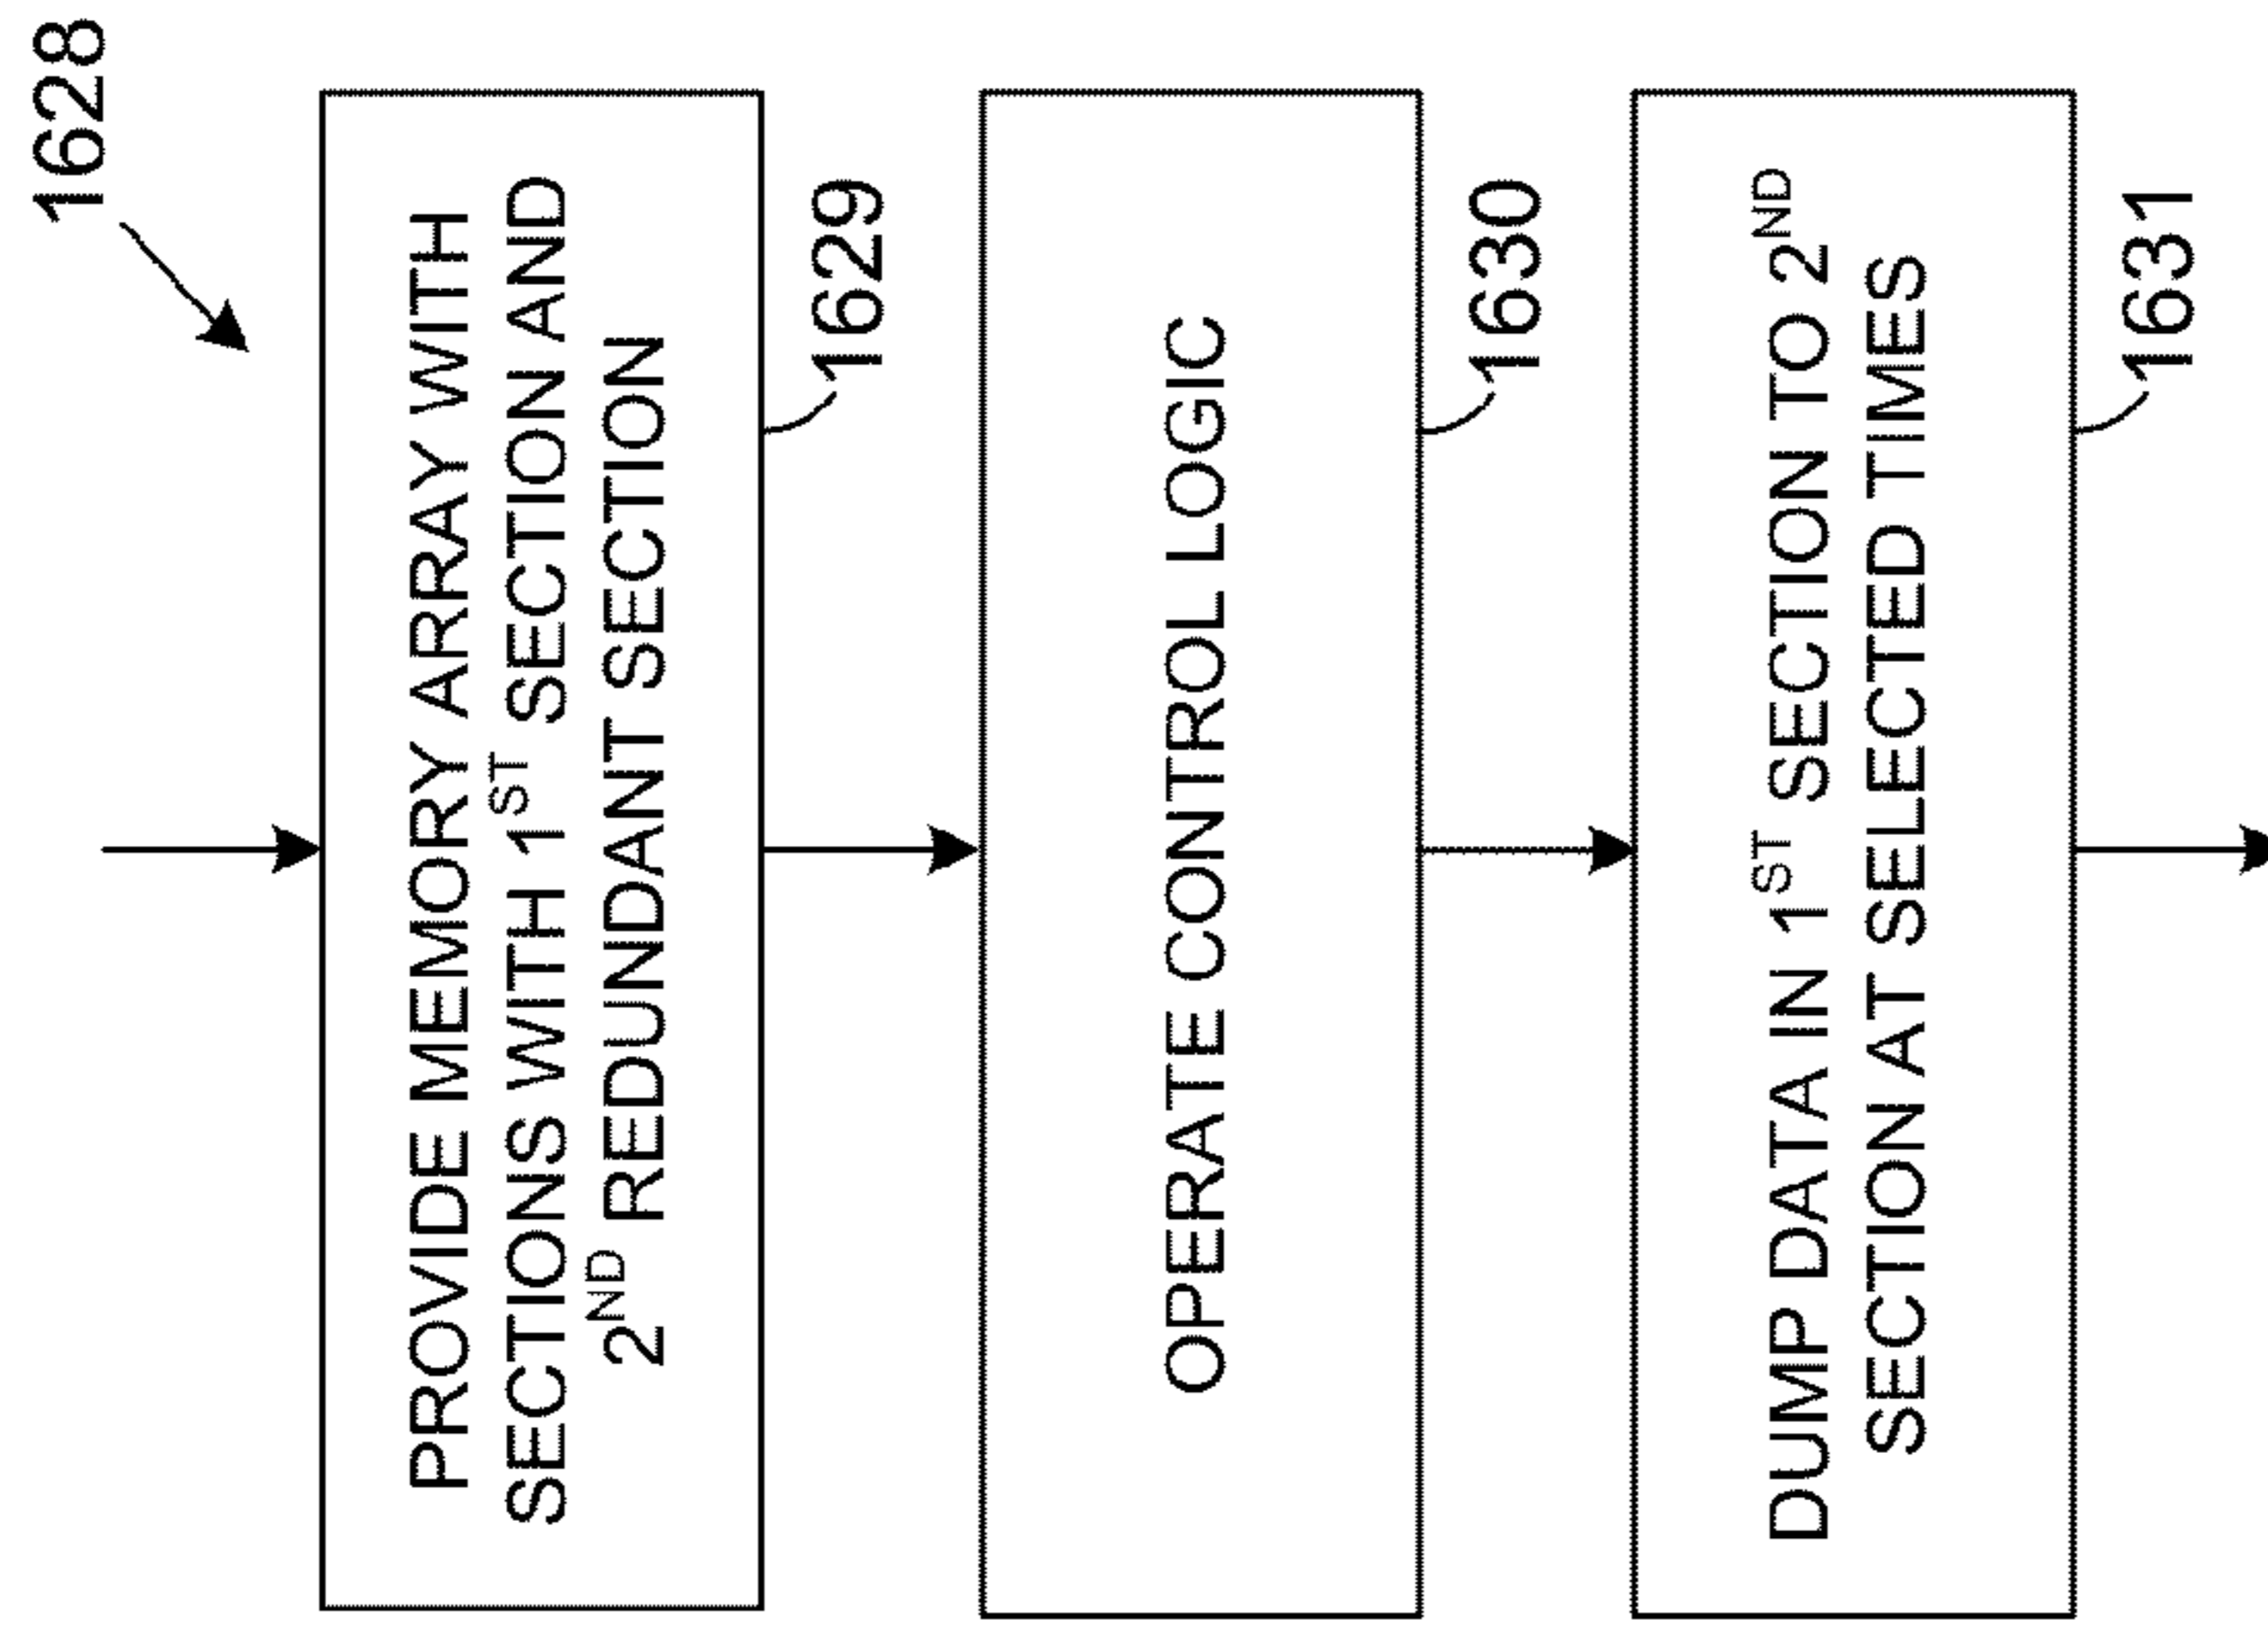 1628
PROVIDE MEMORY ARRAY WITH
SECTIONS WITH 1ST SECTION AND
2ND REDUNDANT SECTION
1629
OPERATE CONTROL LOGIC
1630
DUMP DATA IN 1ST SECTION TO 2ND
SECTION AT SELECTED TIMES
1631